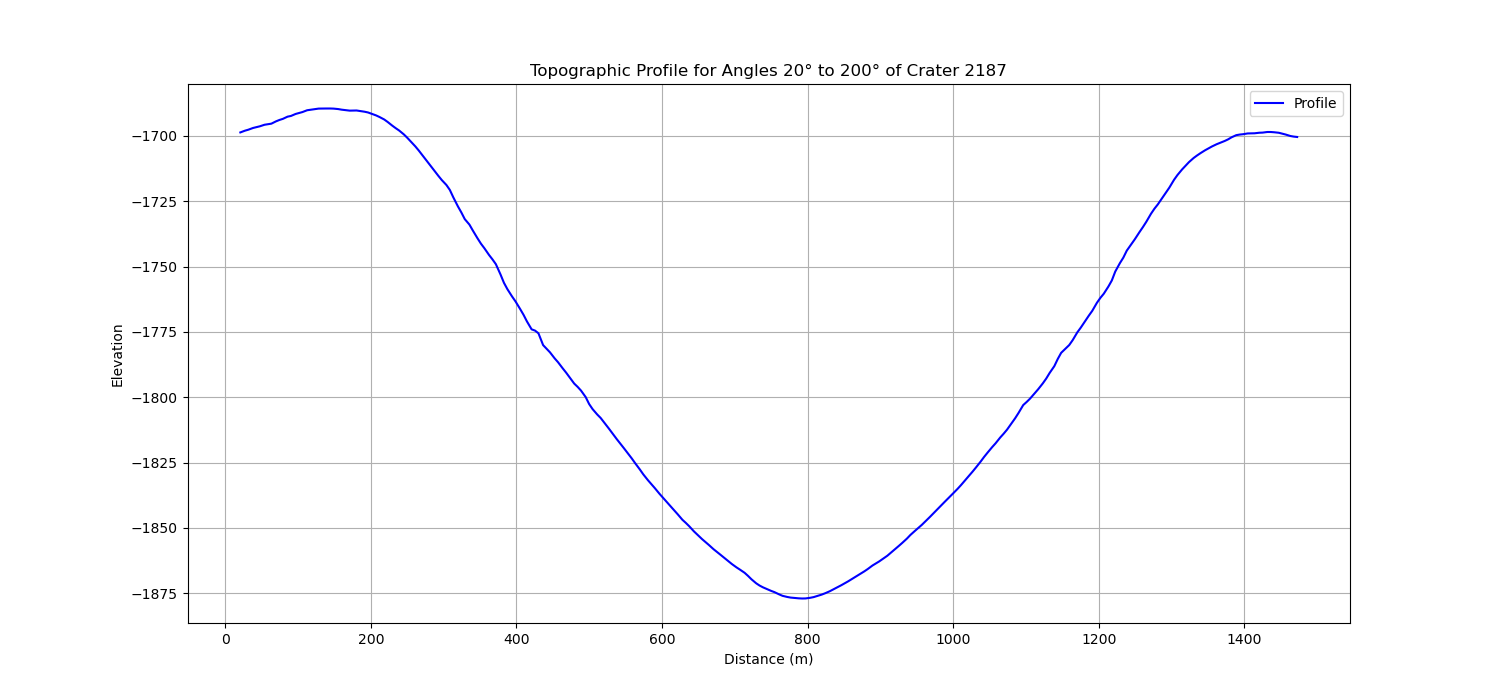 Topographic Profile for Angles 20° to 200° of Crater 2187
Profile
−1700
−1725
−1750
−1775
−1800
−1825
−1850
−1875
Elevation
0 200 400 600 800 1000 1200 1400
Distance (m)